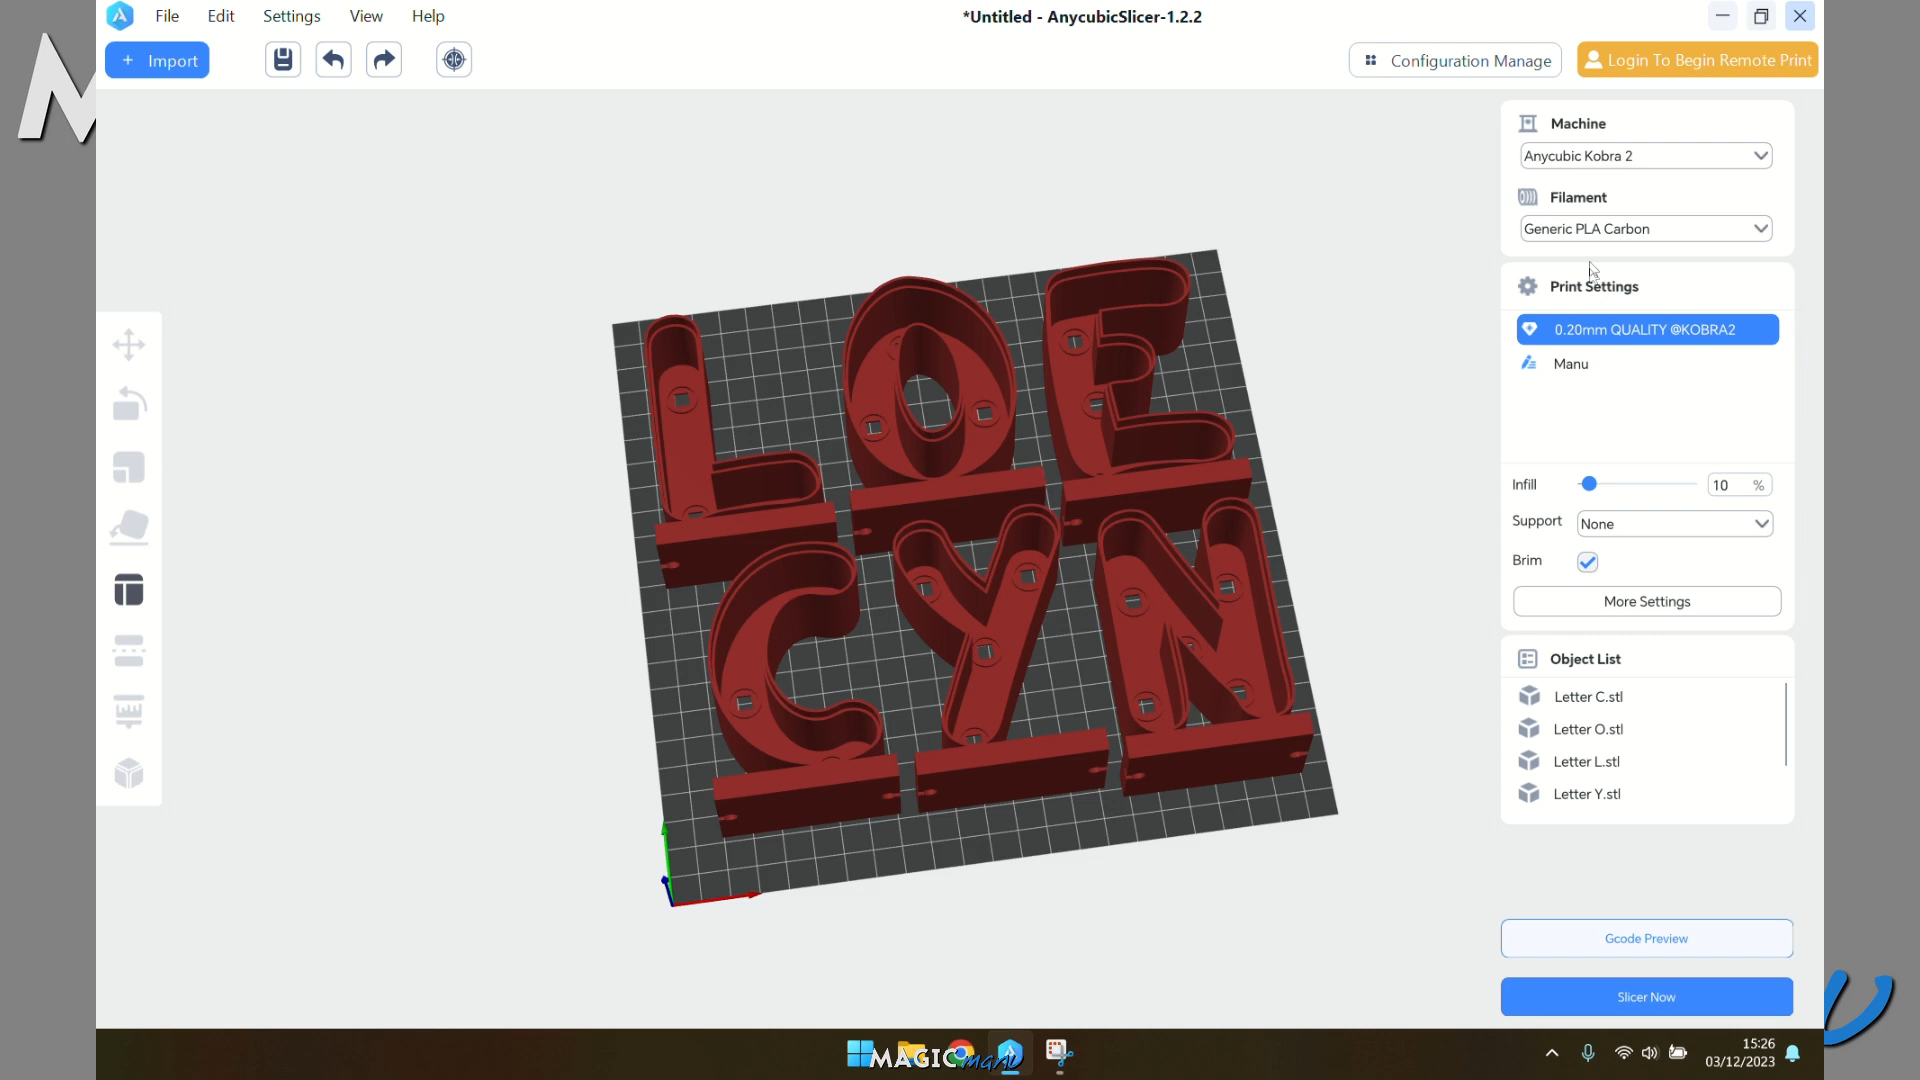 File Edit Settings View Help
*Untitled - AnycubicSlicer-1.2.2
+ Import
Configuration Manage
Login To Begin Remote Print
M
Machine
Anycubic Kobra 2
Filament
Generic PLA Carbon
Print Settings
0.20mm QUALITY @KOBRA2
Manu
Infill 10 %
Support None
Brim
More Settings
L O E
C Y N
Object List
Letter C.stl
Letter O.stl
Letter L.stl
Letter Y.stl
Gcode Preview
Slicer Now
MAGIC manu
15:26
03/12/2023